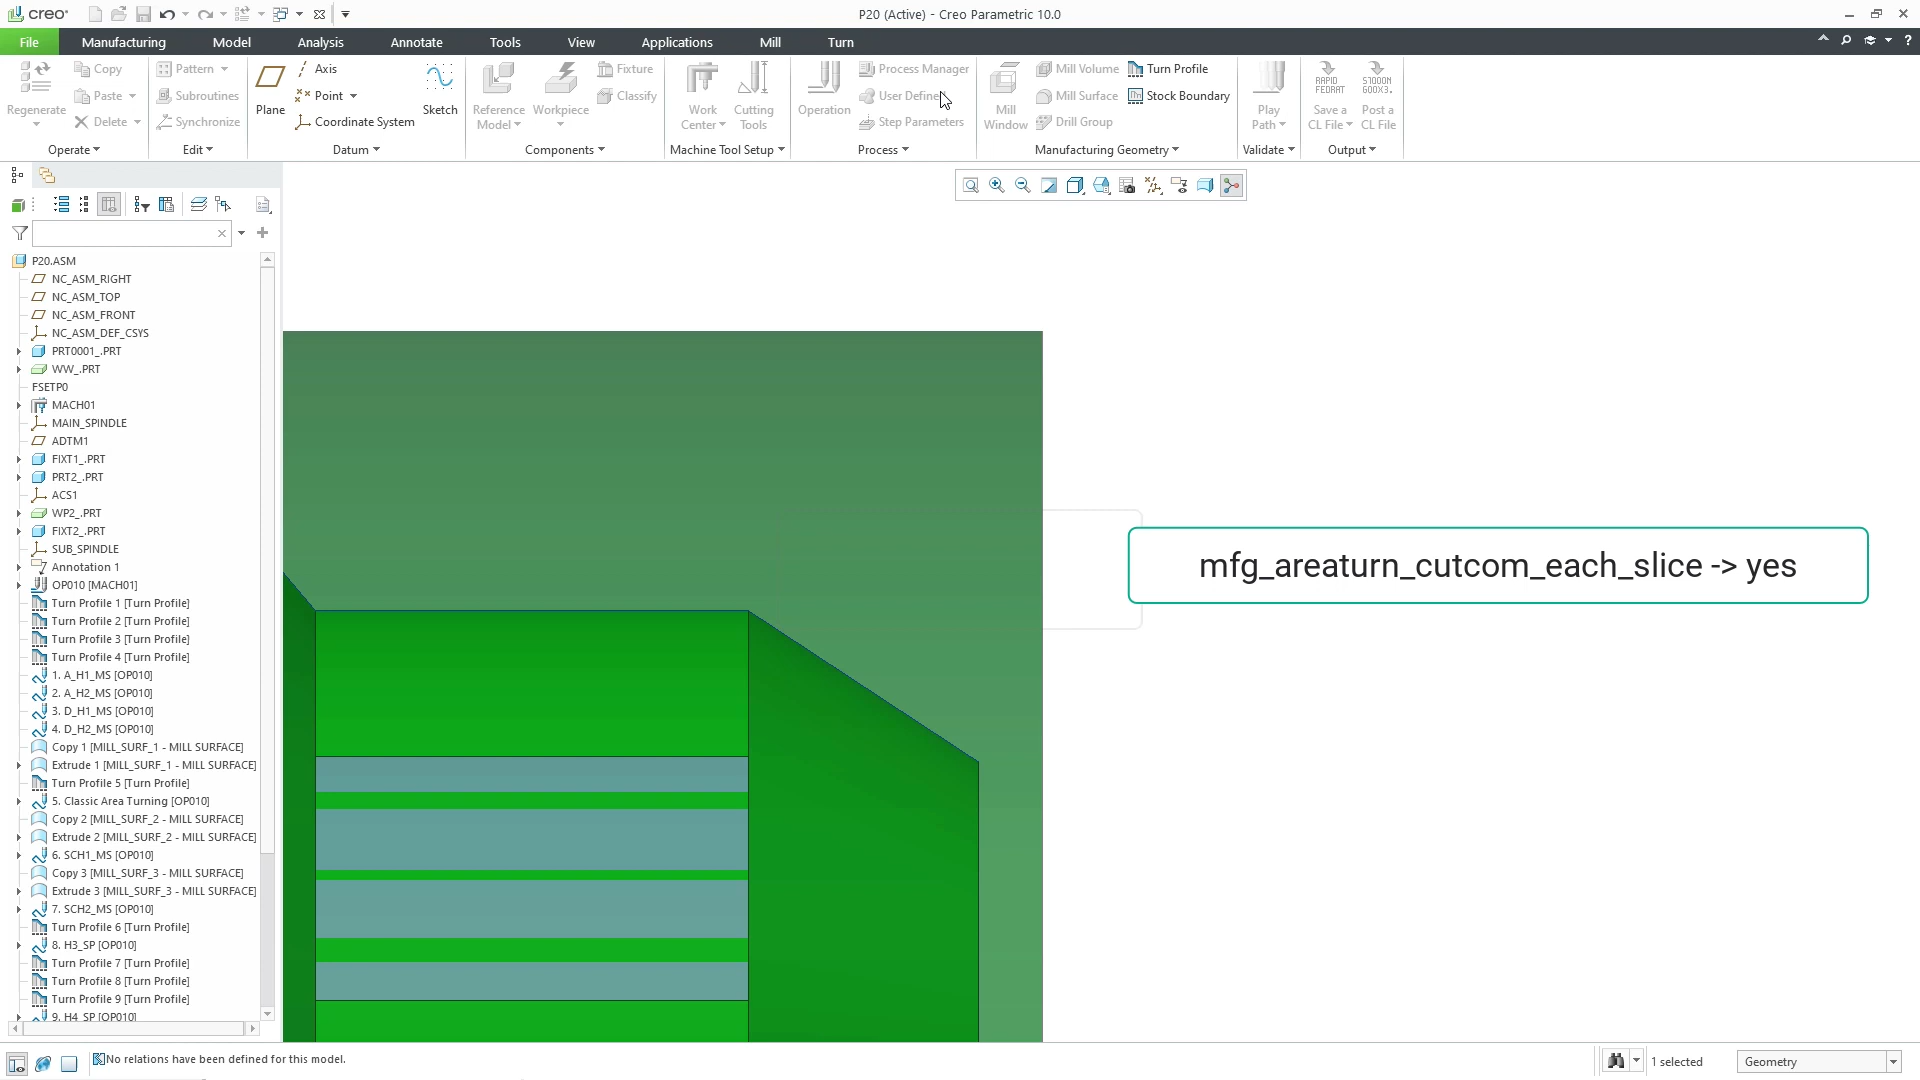 creo
P20 (Active) - Creo Parametric 10.0
File
Manufacturing
Model
Analysis
Annotate
Tools
View
Applications
Mill
Turn
Regenerate
Copy
Paste
Delete
Operate
Pattern
Subroutines
Synchronize
Edit
Plane
Axis
Point
Coordinate System
Sketch
Datum
Reference Model
Workpiece
Fixture
Classify
Components
Work Center
Cutting Tools
Machine Tool Setup
Operation
Process Manager
User Define
Step Parameters
Process
Mill Window
Mill Volume
Mill Surface
Drill Group
Turn Profile
Stock Boundary
Manufacturing Geometry
Play Path
Validate
RAPID
FEDRAT
Save a CL File
S1000N
G00X3.
Post a CL File
Output
P20.ASM
NC_ASM_RIGHT
NC_ASM_TOP
NC_ASM_FRONT
NC_ASM_DEF_CSYS
PRT0001_.PRT
WW_.PRT
FSETP0
MACH01
MAIN_SPINDLE
ADTM1
FIXT1_.PRT
PRT2_.PRT
ACS1
WP2_.PRT
FIXT2_.PRT
SUB_SPINDLE
Annotation 1
OP010 [MACH01]
Turn Profile 1 [Turn Profile]
Turn Profile 2 [Turn Profile]
Turn Profile 3 [Turn Profile]
Turn Profile 4 [Turn Profile]
1. A_H1_MS [OP010]
2. A_H2_MS [OP010]
3. D_H1_MS [OP010]
4. D_H2_MS [OP010]
Copy 1 [MILL_SURF_1 - MILL SURFACE]
Extrude 1 [MILL_SURF_1 - MILL SURFACE]
Turn Profile 5 [Turn Profile]
5. Classic Area Turning [OP010]
Copy 2 [MILL_SURF_2 - MILL SURFACE]
Extrude 2 [MILL_SURF_2 - MILL SURFACE]
6. SCH1_MS [OP010]
Copy 3 [MILL_SURF_3 - MILL SURFACE]
Extrude 3 [MILL_SURF_3 - MILL SURFACE]
7. SCH2_MS [OP010]
Turn Profile 6 [Turn Profile]
8. H3_SP [OP010]
Turn Profile 7 [Turn Profile]
Turn Profile 8 [Turn Profile]
Turn Profile 9 [Turn Profile]
9. H4_SP [OP010]
mfg_areaturn_cutcom_each_slice -> yes
No relations have been defined for this model.
1 selected
Geometry